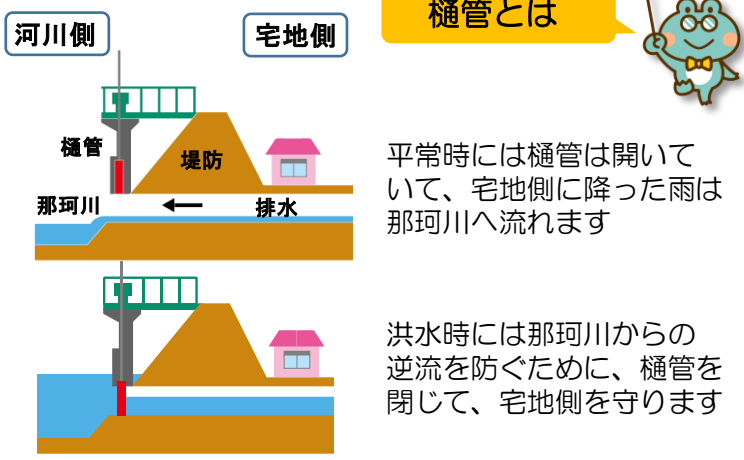 樋管とは
河川側
宅地側
樋管
堤防
那珂川
排水
平常時には樋管は開いて
いて、宅地側に降った雨は
那珂川へ流れます
洪水時には那珂川からの
逆流を防ぐために、樋管を
閉じて、宅地側を守ります